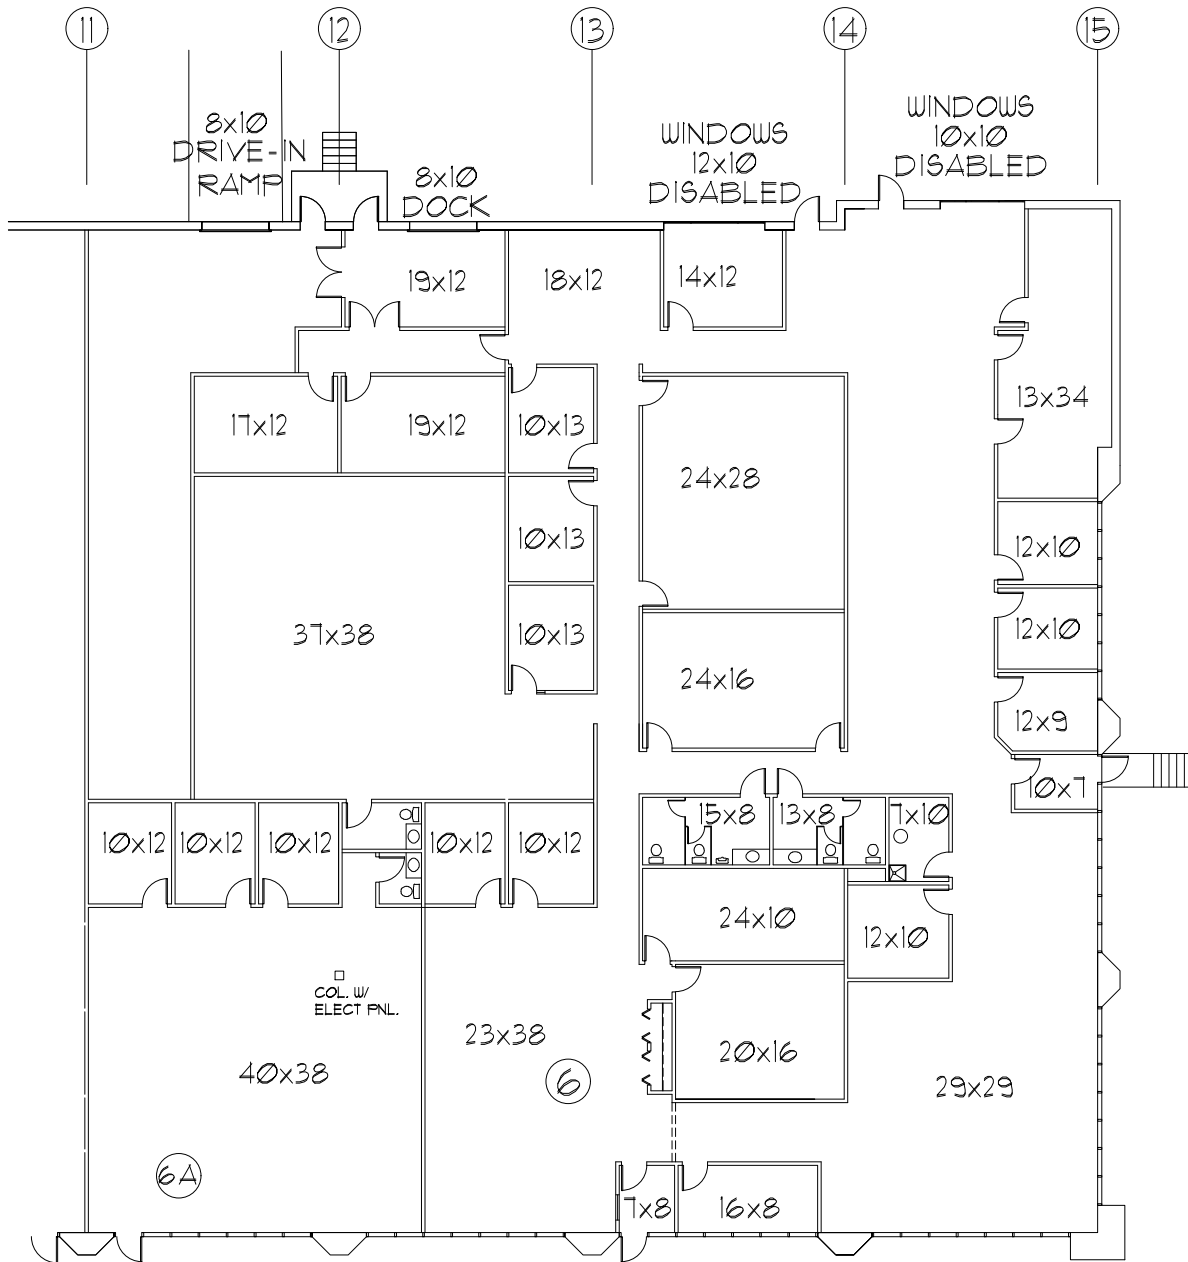 11
12
13
14
15
8x10
DRIVE-IN
RAMP
8x10
DOCK
WINDOWS
12x10
DISABLED
WINDOWS
10x10
DISABLED
19x12
18x12
14x12
13x34
17x12
19x12
10x13
24x28
10x13
12x10
37x38
10x13
12x10
24x16
12x9
10x7
10x12
10x12
10x12
10x12
10x12
15x8
13x8
7x10
24x10
12x10
COL. W/
ELECT PNL.
23x38
40x38
20x16
6
29x29
6A
7x8
16x8